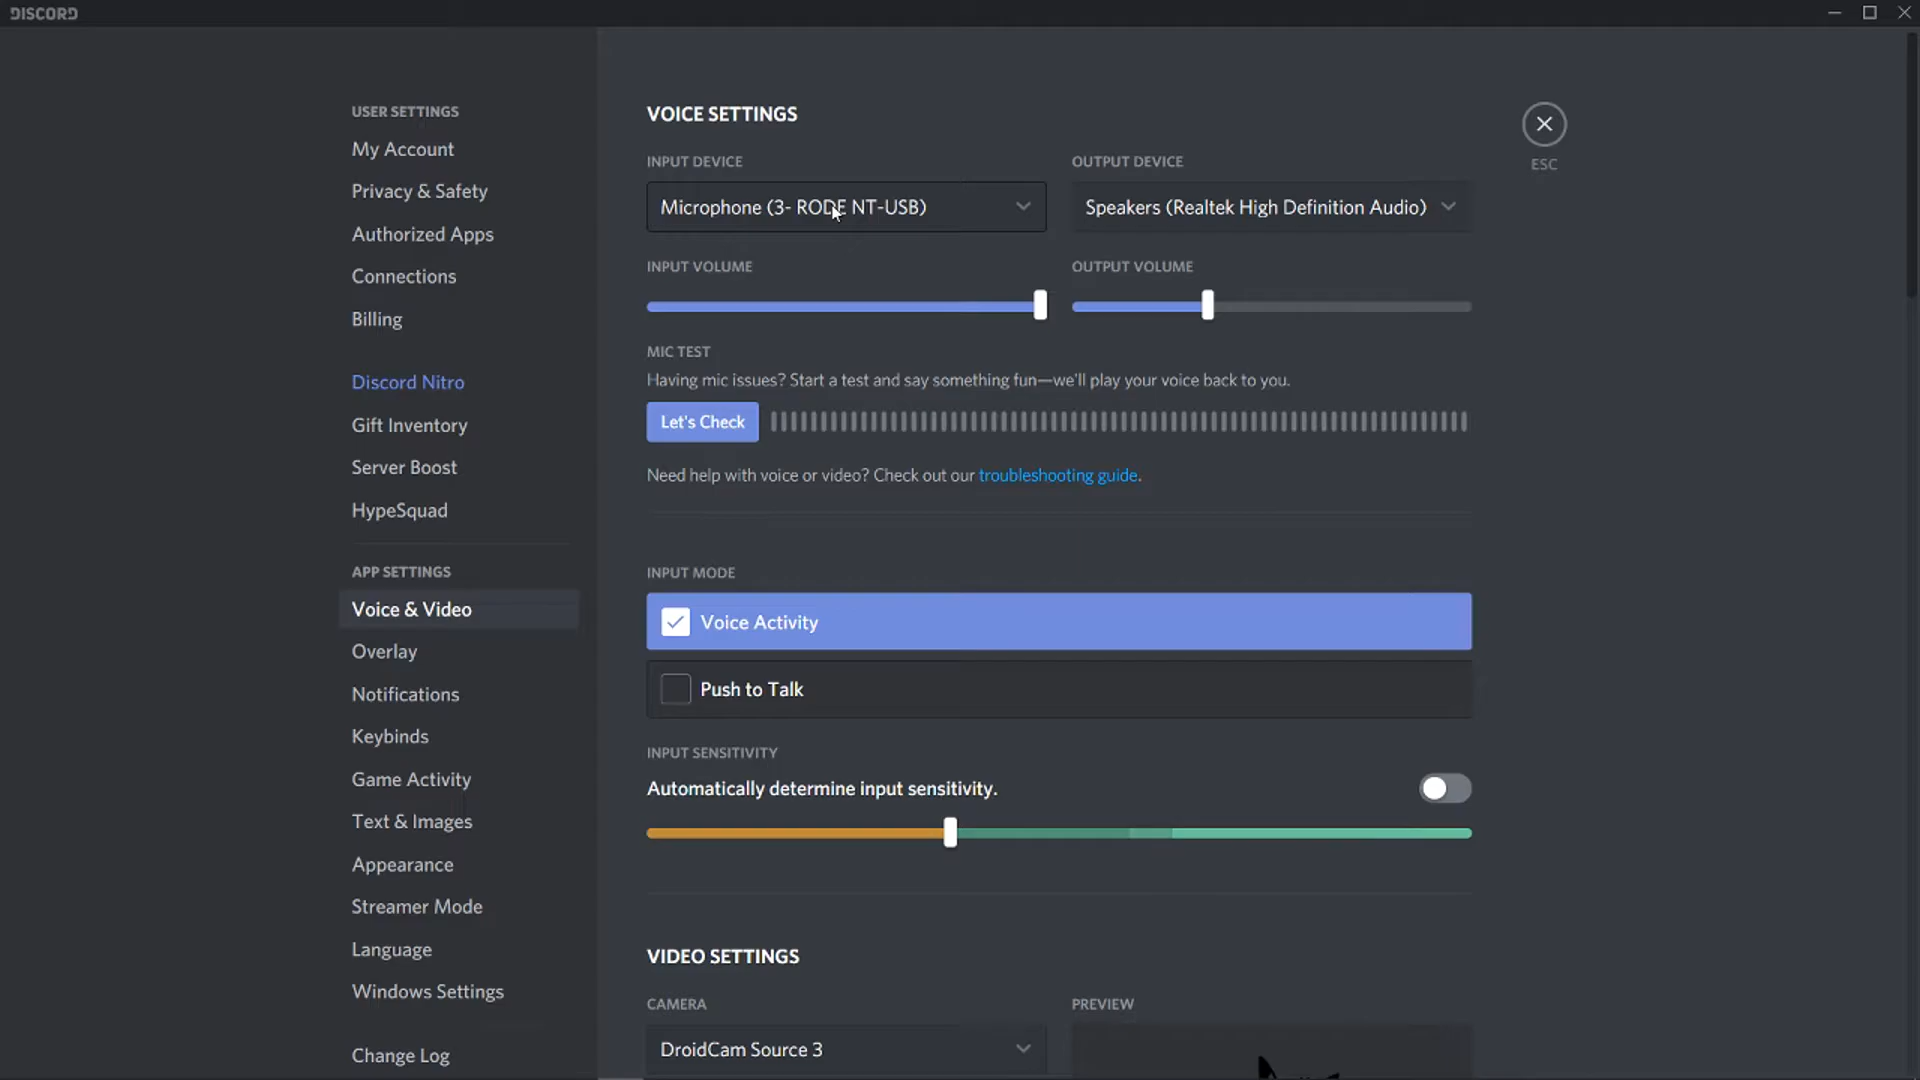 DISCORD
USER SETTINGS
My Account
Privacy & Safety
Authorized Apps
Connections
Billing
Discord Nitro
Gift Inventory
Server Boost
HypeSquad
APP SETTINGS
Voice & Video
Overlay
Notifications
Keybinds
Game Activity
Text & Images
Appearance
Streamer Mode
Language
Windows Settings
Change Log
VOICE SETTINGS
INPUT DEVICE
Microphone (3- RODE NT-USB)
OUTPUT DEVICE
Speakers (Realtek High Definition Audio)
INPUT VOLUME
OUTPUT VOLUME
MIC TEST
Having mic issues? Start a test and say something fun—we'll play your voice back to you.
Let's Check
Need help with voice or video? Check out our troubleshooting guide.
INPUT MODE
Voice Activity
Push to Talk
INPUT SENSITIVITY
Automatically determine input sensitivity.
VIDEO SETTINGS
CAMERA
DroidCam Source 3
PREVIEW
ESC